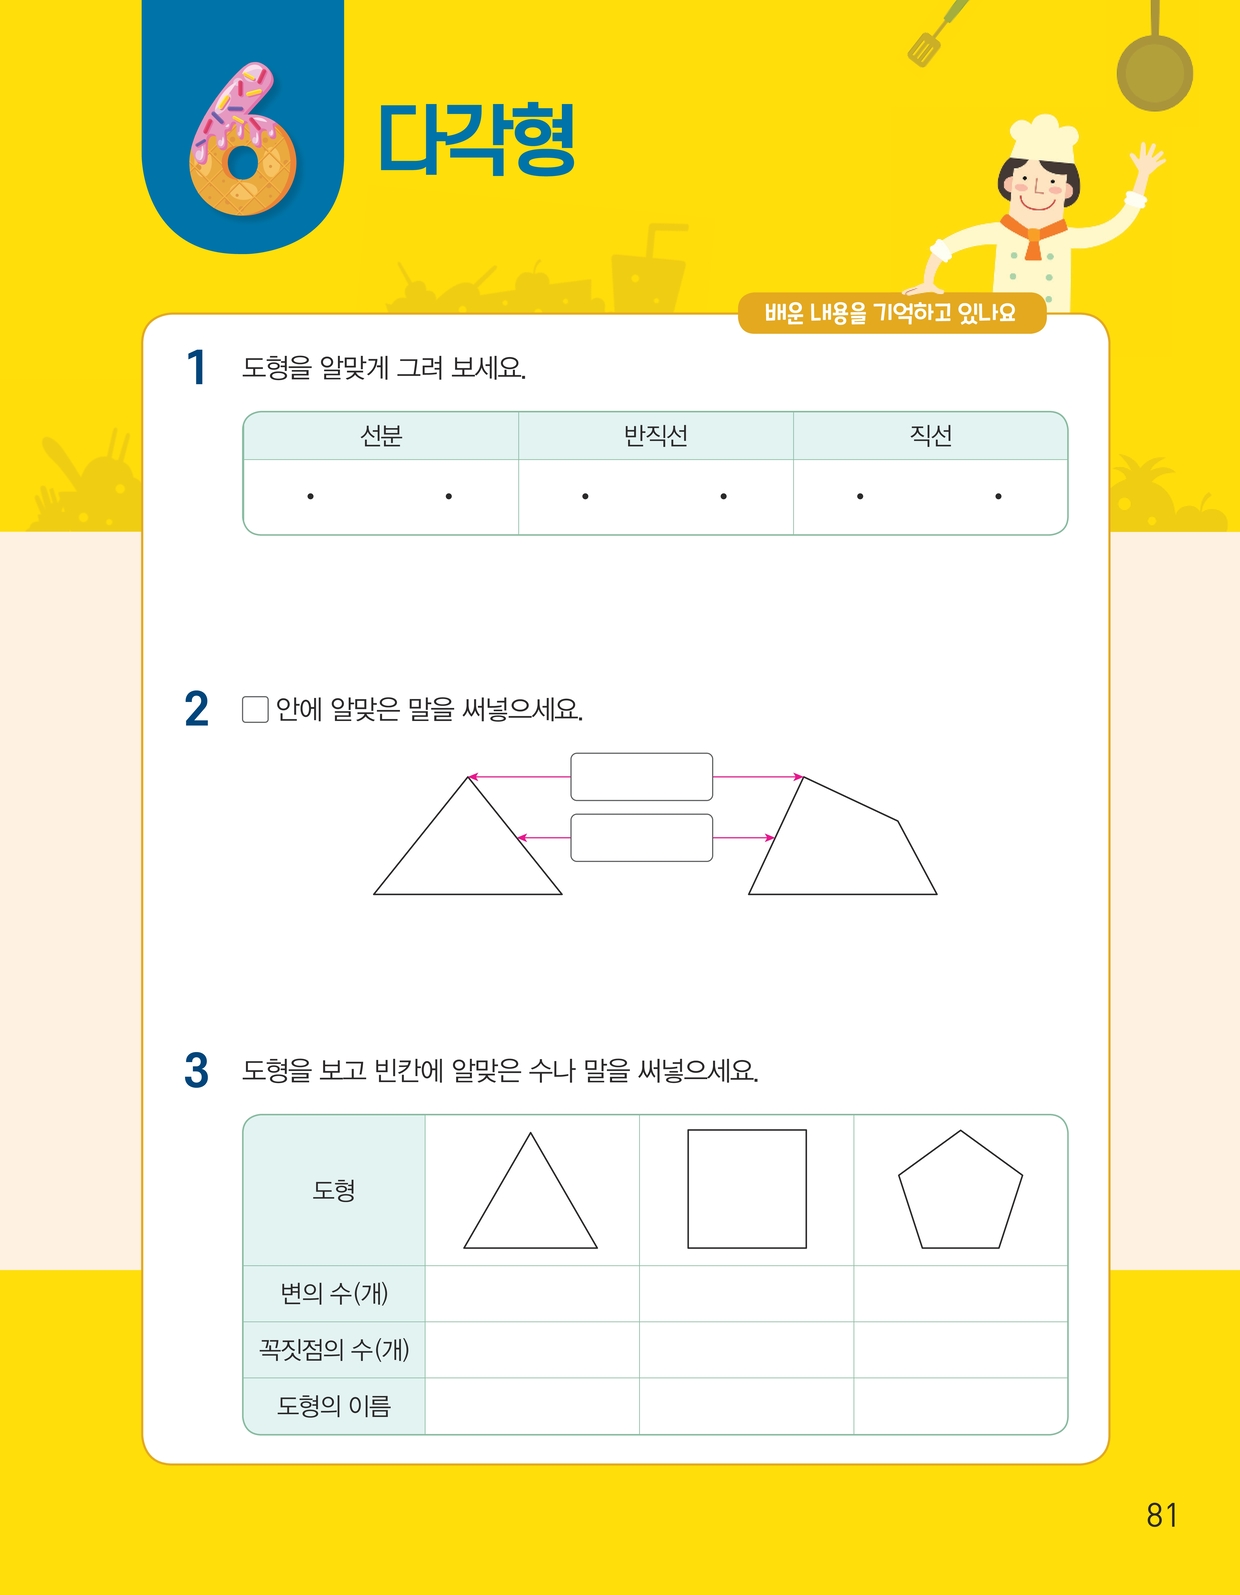 6
다각형
배운 내용을 기억하고 있나요
1 도형을 알맞게 그려 보세요.
선분 반직선 직선
2 □ 안에 알맞은 말을 써넣으세요.
3 도형을 보고 빈칸에 알맞은 수나 말을 써넣으세요.
도형
변의 수(개)
꼭짓점의 수(개)
도형의 이름
81